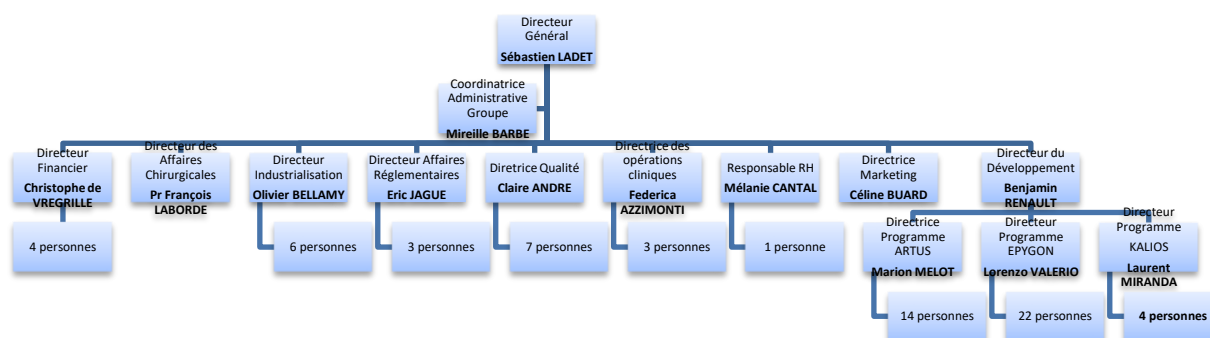 Directeur
Général
Sébastien LADET
Coordinatrice
Administrative
Groupe
Mireille BARBE
Directeur
Financier
Christophe de
VREGRILLE
4 personnes
Directeur des
Affaires
Chirurgicales
Pr François
LABORDE
Directeur
Industrialisation
Olivier BELLAMY
6 personnes
Directeur Affaires
Réglementaires
Eric JAGUE
3 personnes
Diretrice Qualité
Claire ANDRE
7 personnes
Directrice des
opérations
cliniques
Federica
AZZIMONTI
3 personnes
Responsable RH
Mélanie CANTAL
1 personne
Directrice
Marketing
Céline BUARD
Directeur du
Développement
Benjamin
RENAULT
Directrice
Programme
ARTUS
Marion MELOT
14 personnes
Directeur
Programme
EPYGON
Lorenzo VALERIO
22 personnes
Directeur
Programme
KALIOS
Laurent
MIRANDA
4 personnes